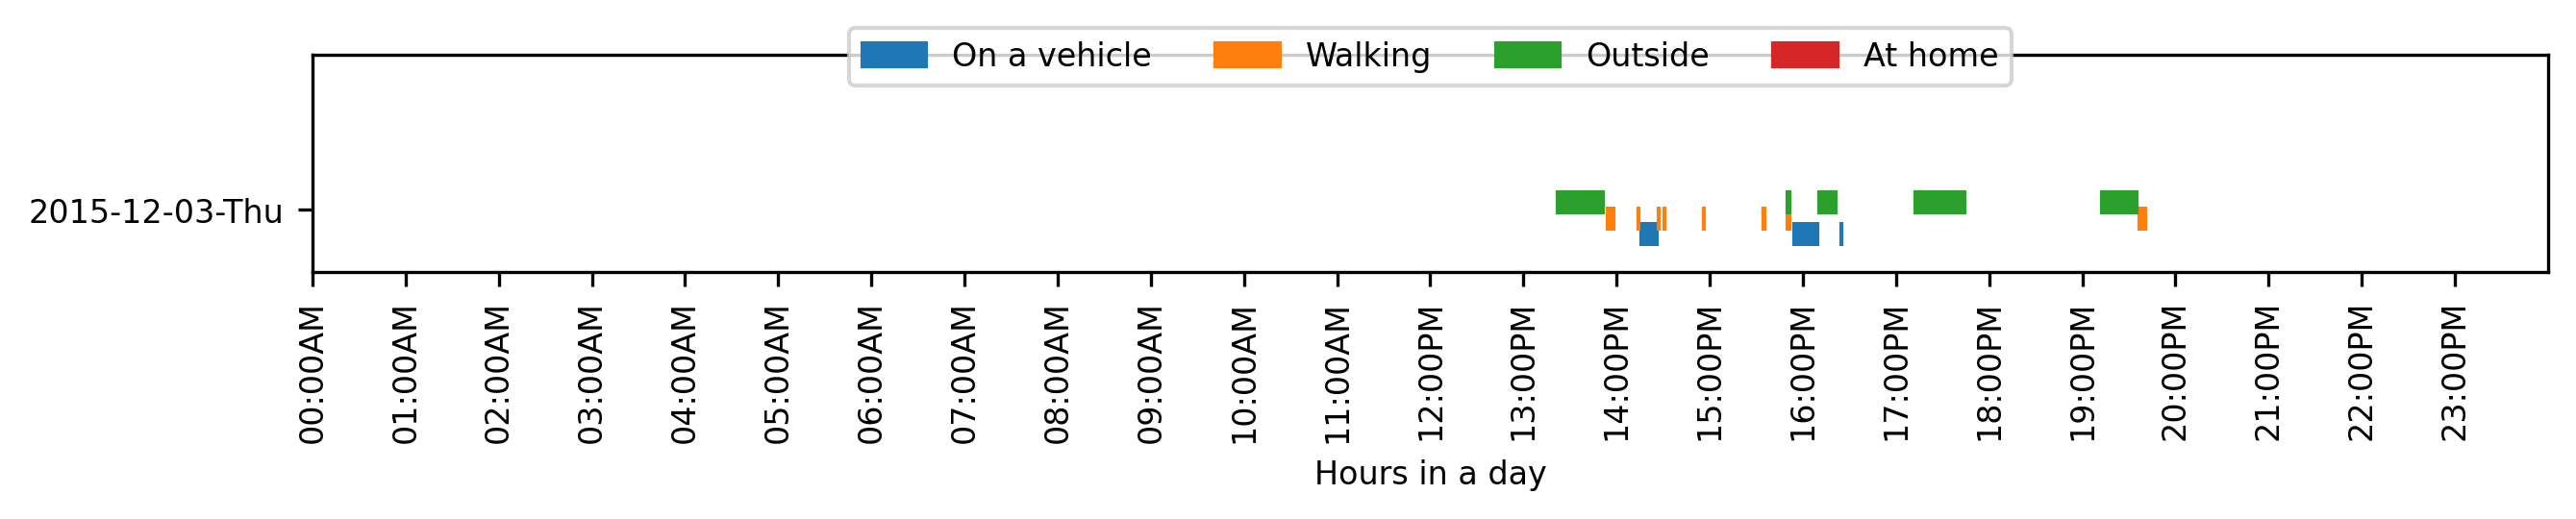 On a vehicle Walking Outside At home
2015-12-03-Thu
00:00AM 01:00AM 02:00AM 03:00AM 04:00AM 05:00AM 06:00AM 07:00AM 08:00AM 09:00AM 10:00AM 11:00AM 12:00PM 13:00PM 14:00PM 15:00PM 16:00PM 17:00PM 18:00PM 19:00PM 20:00PM 21:00PM 22:00PM 23:00PM
Hours in a day